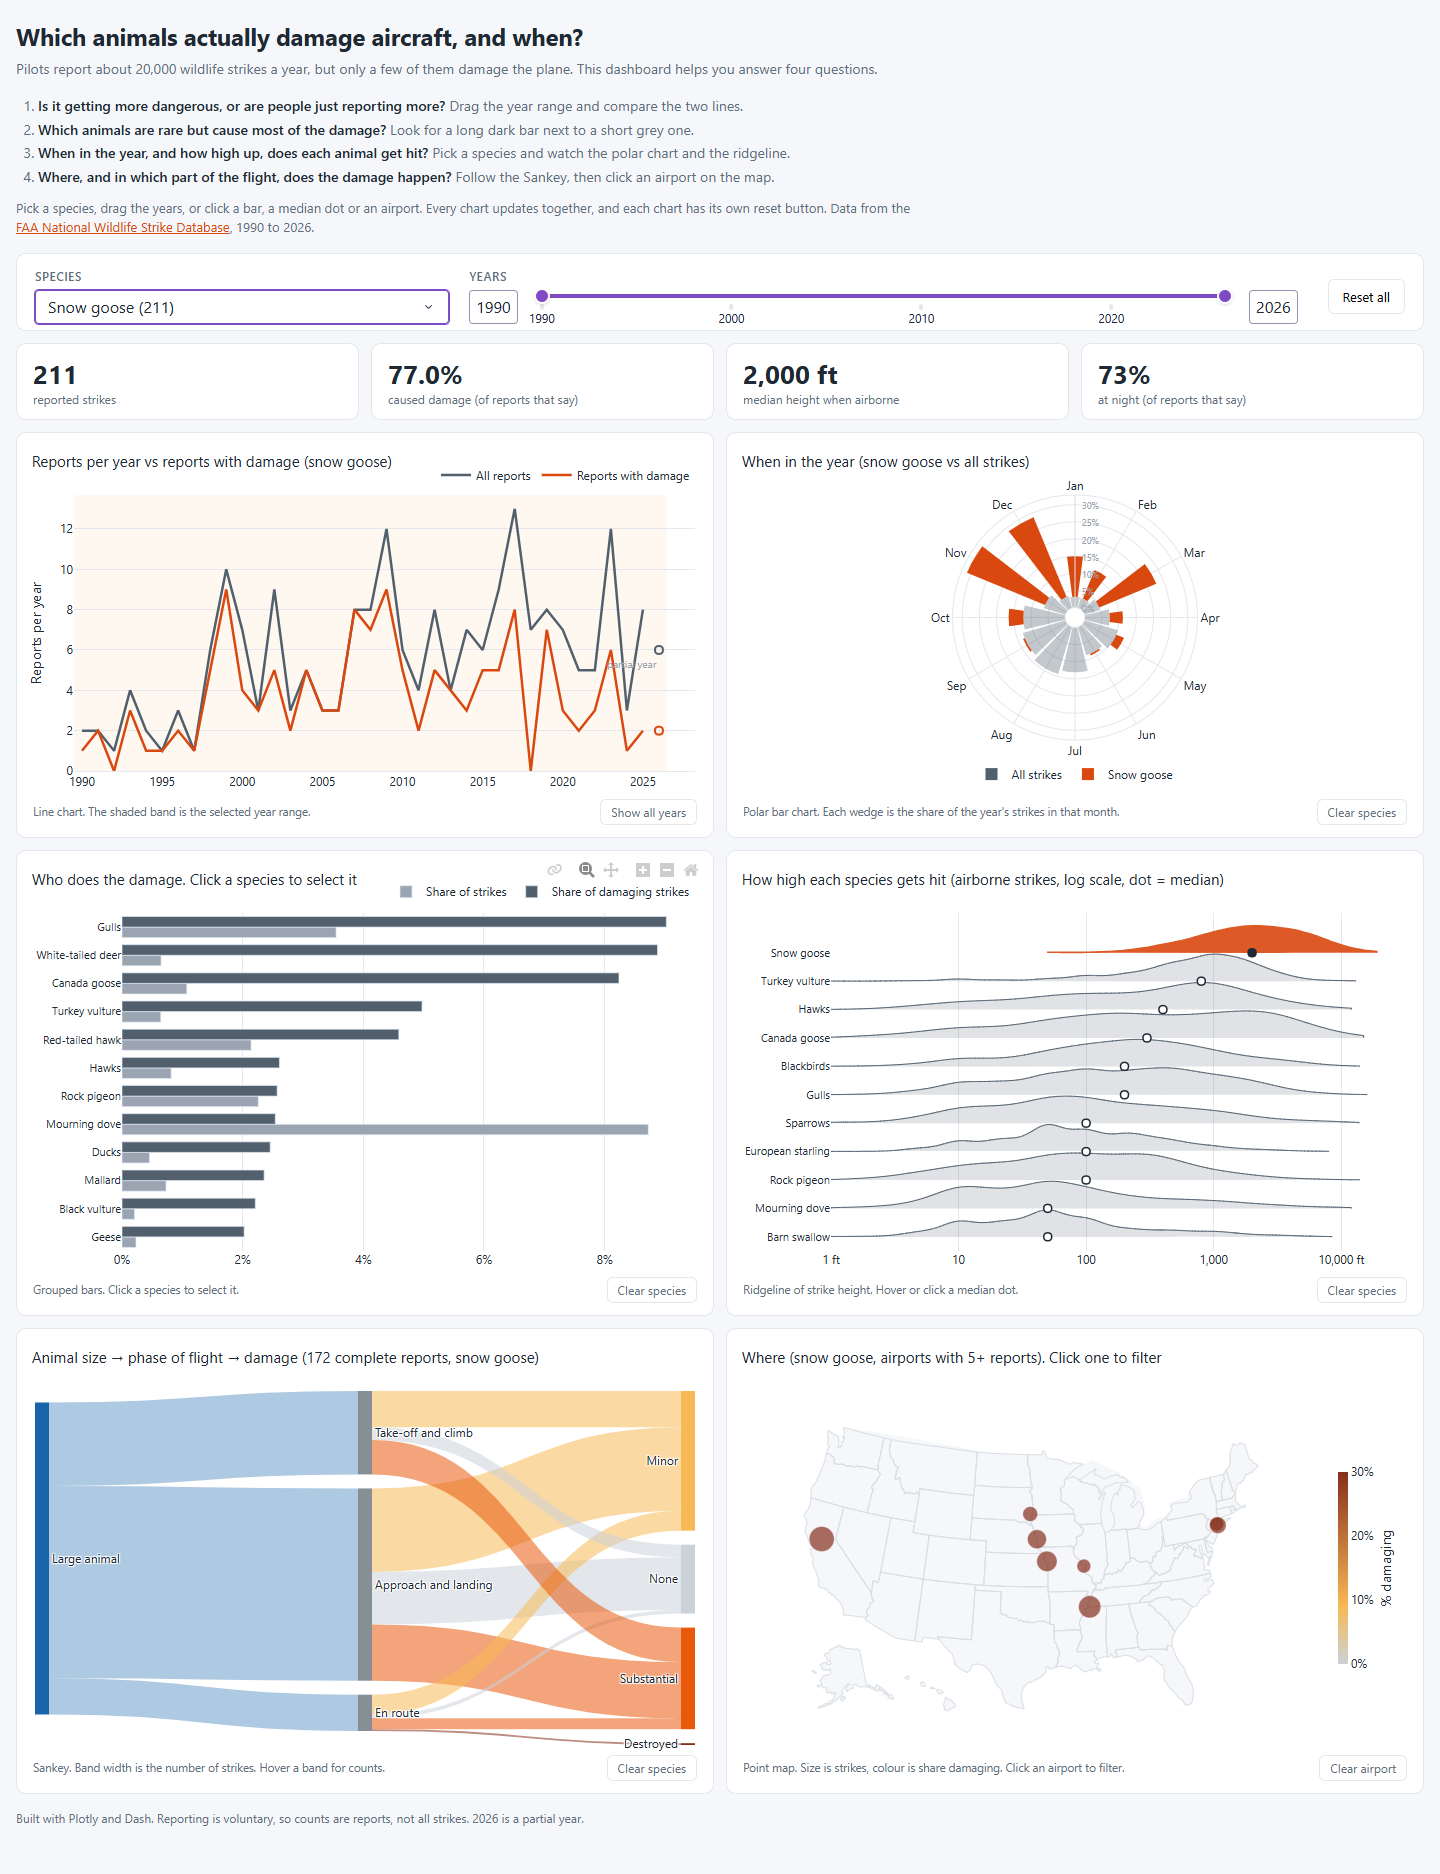 Which animals actually damage aircraft, and when?
Pilots report about 20,000 wildlife strikes a year, but only a few of them damage the plane. This dashboard helps you answer four questions.
1. Is it getting more dangerous, or are people just reporting more? Drag the year range and compare the two lines.
2. Which animals are rare but cause most of the damage? Look for a long dark bar next to a short grey one.
3. When in the year, and how high up, does each animal get hit? Pick a species and watch the polar chart and the ridgeline.
4. Where, and in which part of the flight, does the damage happen? Follow the Sankey, then click an airport on the map.
Pick a species, drag the years, or click a bar, a median dot or an airport. Every chart updates together, and each chart has its own reset button. Data from the
FAA National Wildlife Strike Database, 1990 to 2026.
SPECIES
Snow goose (211)
YEARS
1990
1990
2000
2010
2020
2026
Reset all
211
reported strikes
77.0%
caused damage (of reports that say)
2,000 ft
median height when airborne
73%
at night (of reports that say)
Reports per year vs reports with damage (snow goose)
All reports
Reports with damage
Reports per year
12
10
8
6
4
2
0
partial year
1990
1995
2000
2005
2010
2015
2020
2025
Line chart. The shaded band is the selected year range.
Show all years
When in the year (snow goose vs all strikes)
Jan
Feb
Mar
Apr
May
Jun
Jul
Aug
Sep
Oct
Nov
Dec
30%
25%
20%
15%
10%
5%
0%
All strikes
Snow goose
Polar bar chart. Each wedge is the share of the year's strikes in that month.
Clear species
Who does the damage. Click a species to select it
Share of strikes
Share of damaging strikes
Gulls
White-tailed deer
Canada goose
Turkey vulture
Red-tailed hawk
Hawks
Rock pigeon
Mourning dove
Ducks
Mallard
Black vulture
Geese
0%
2%
4%
6%
8%
Grouped bars. Click a species to select it.
Clear species
How high each species gets hit (airborne strikes, log scale, dot = median)
Snow goose
Turkey vulture
Hawks
Canada goose
Blackbirds
Gulls
Sparrows
European starling
Rock pigeon
Mourning dove
Barn swallow
1 ft
10
100
1,000
10,000 ft
Ridgeline of strike height. Hover or click a median dot.
Clear species
Animal size → phase of flight → damage (172 complete reports, snow goose)
Large animal
Take-off and climb
Approach and landing
En route
Minor
None
Substantial
Destroyed
Sankey. Band width is the number of strikes. Hover a band for counts.
Clear species
Where (snow goose, airports with 5+ reports). Click one to filter
30%
20%
10%
0%
% damaging
Point map. Size is strikes, colour is share damaging. Click an airport to filter.
Clear airport
Built with Plotly and Dash. Reporting is voluntary, so counts are reports, not all strikes. 2026 is a partial year.